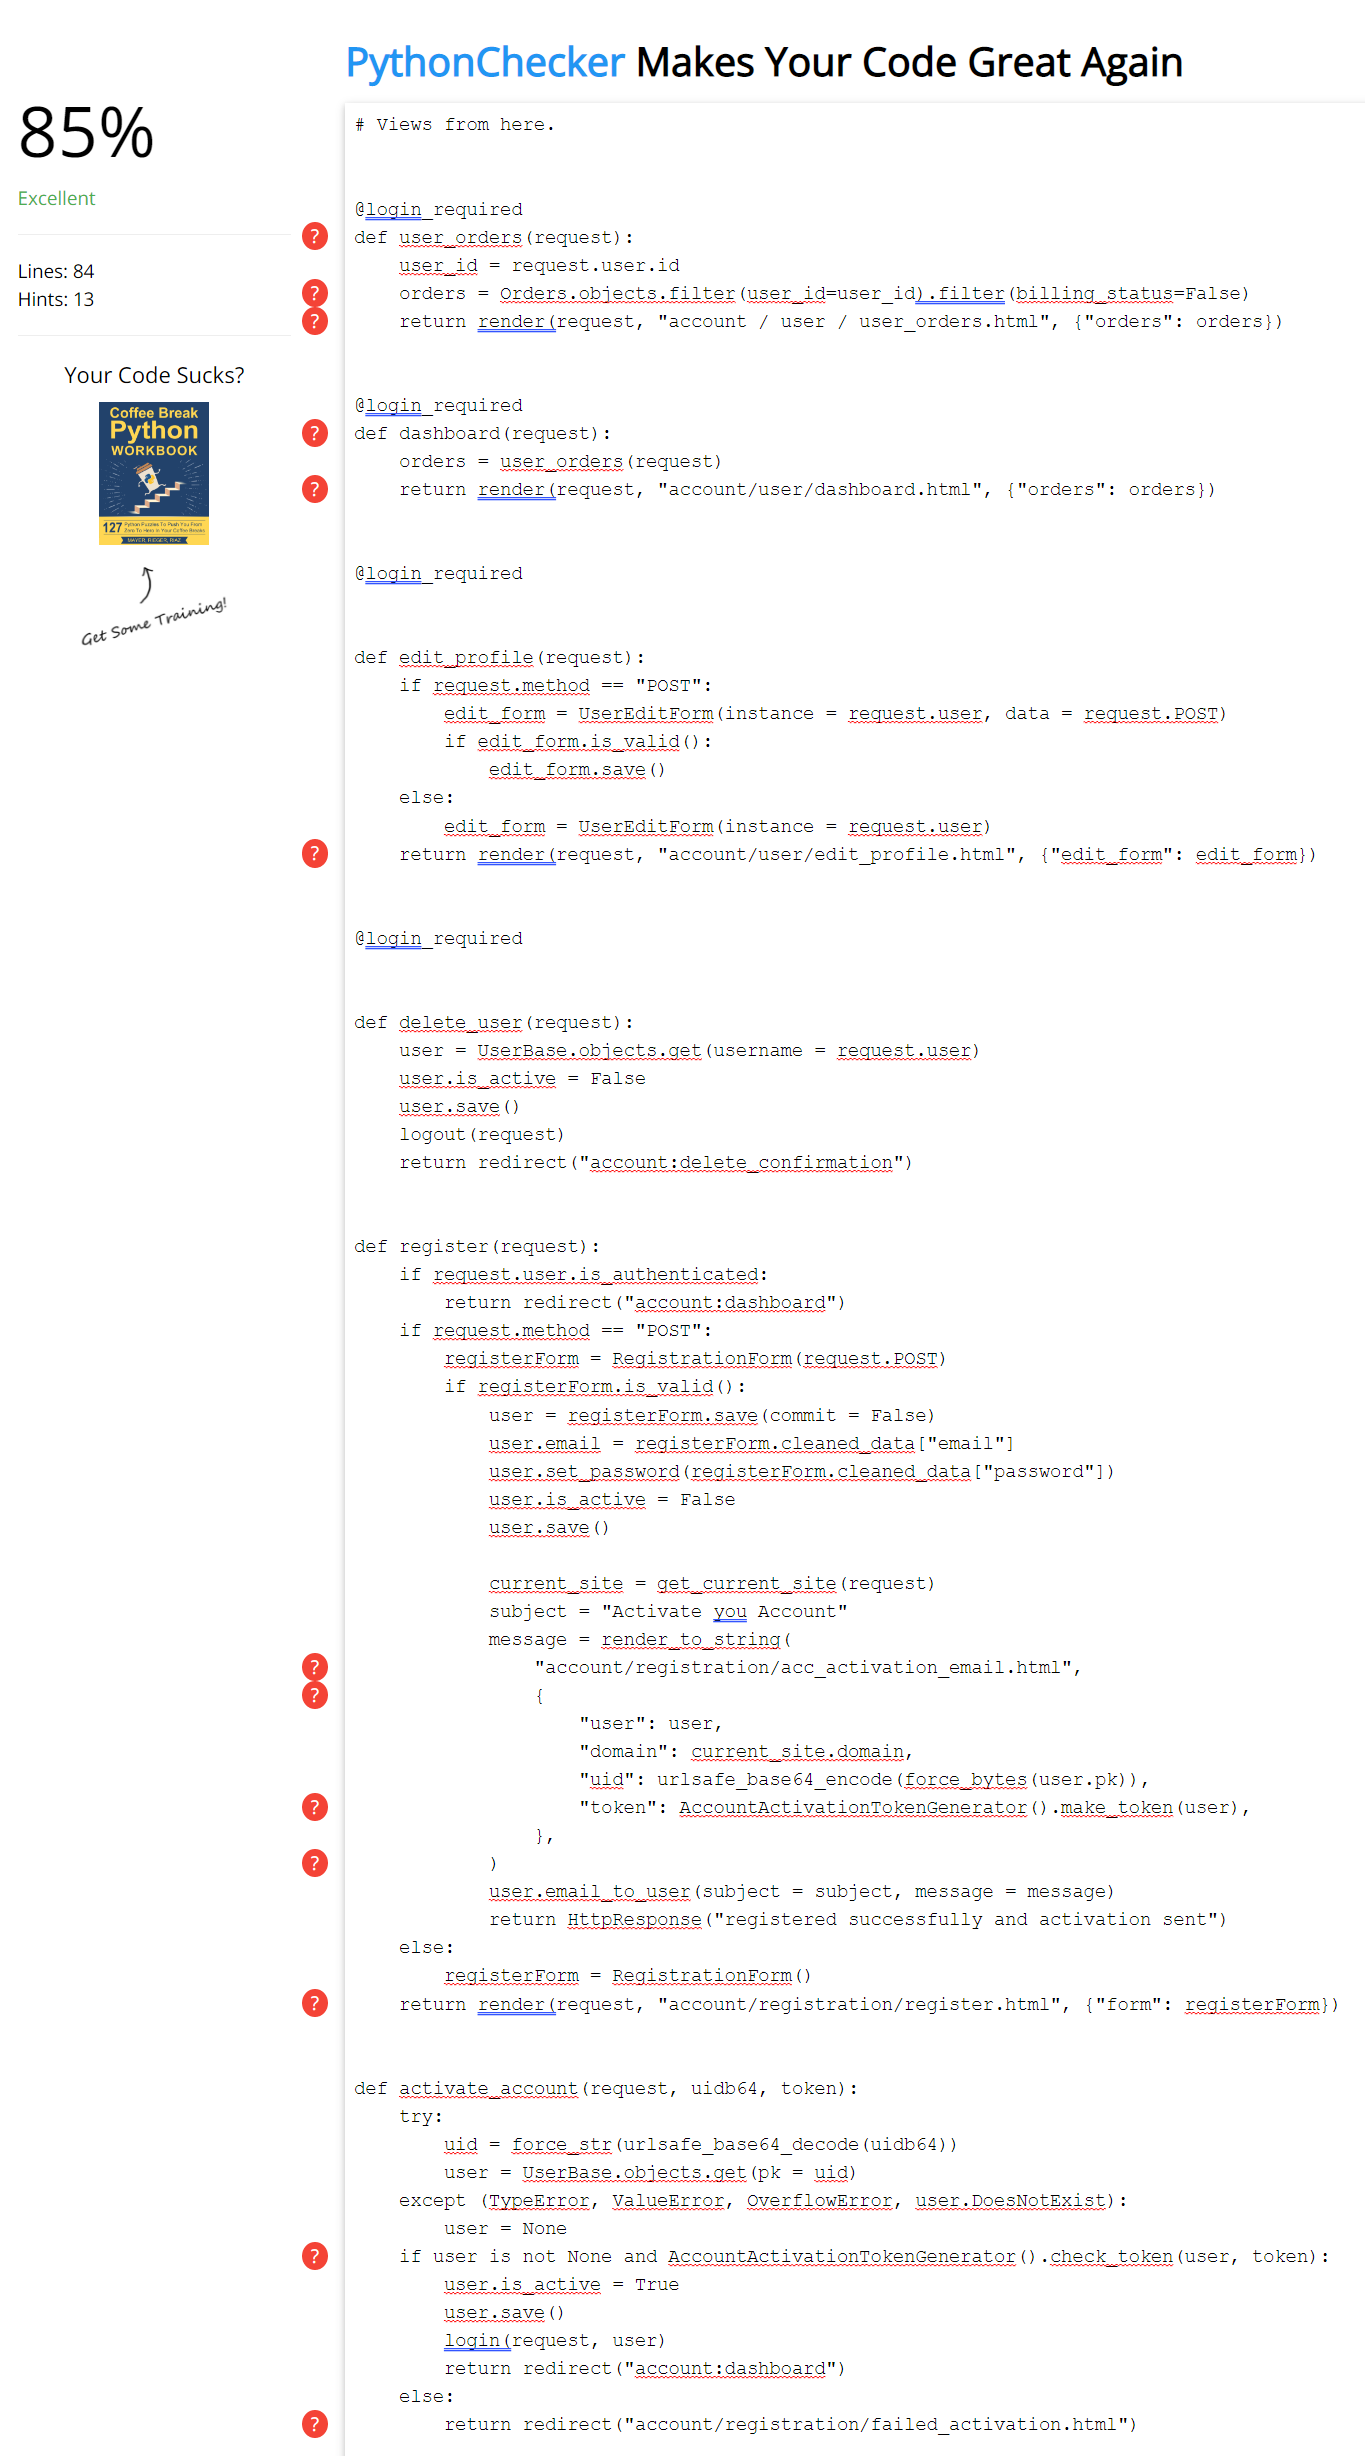 PythonChecker Makes Your Code Great Again
85%
Excellent
Lines: 84
Hints: 13
Your Code Sucks?
Coffee Break
Python
WORKBOOK
127 Python Puzzles To Push You From
Zero To Hero in Your Coffee Breaks
MAYER, RIEGER, RIAZ
Get Some Training!
# Views from here.
@login_required
? def user_orders(request):
user_id = request.user.id
? orders = Orders.objects.filter(user_id=user_id).filter(billing_status=False)
? return render(request, "account / user / user_orders.html", {"orders": orders})
@login_required
? def dashboard(request):
orders = user_orders(request)
? return render(request, "account/user/dashboard.html", {"orders": orders})
@login_required
def edit_profile(request):
if request.method == "POST":
edit_form = UserEditForm(instance = request.user, data = request.POST)
if edit_form.is_valid():
edit_form.save()
else:
edit_form = UserEditForm(instance = request.user)
? return render(request, "account/user/edit_profile.html", {"edit_form": edit_form})
@login_required
def delete_user(request):
user = UserBase.objects.get(username = request.user)
user.is_active = False
user.save()
logout(request)
return redirect("account:delete_confirmation")
def register(request):
if request.user.is_authenticated:
return redirect("account:dashboard")
if request.method == "POST":
registerForm = RegistrationForm(request.POST)
if registerForm.is_valid():
user = registerForm.save(commit = False)
user.email = registerForm.cleaned_data["email"]
user.set_password(registerForm.cleaned_data["password"])
user.is_active = False
user.save()
current_site = get_current_site(request)
subject = "Activate you Account"
message = render_to_string(
? "account/registration/acc_activation_email.html",
? {
"user": user,
"domain": current_site.domain,
"uid": urlsafe_base64_encode(force_bytes(user.pk)),
? "token": AccountActivationTokenGenerator().make_token(user),
},
? )
user.email_to_user(subject = subject, message = message)
return HttpResponse("registered successfully and activation sent")
else:
registerForm = RegistrationForm()
? return render(request, "account/registration/register.html", {"form": registerForm})
def activate_account(request, uidb64, token):
try:
uid = force_str(urlsafe_base64_decode(uidb64))
user = UserBase.objects.get(pk = uid)
except (TypeError, ValueError, OverflowError, user.DoesNotExist):
user = None
? if user is not None and AccountActivationTokenGenerator().check_token(user, token):
user.is_active = True
user.save()
login(request, user)
return redirect("account:dashboard")
else:
? return redirect("account/registration/failed_activation.html")